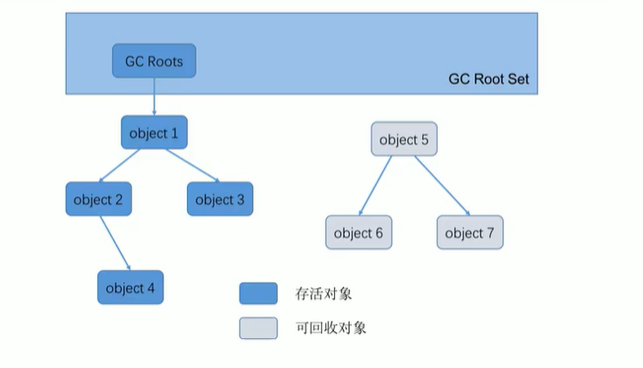 GC Roots
GC Root Set
object 1
object 5
object 2
object 3
object 6
object 7
object 4
存活对象
可回收对象